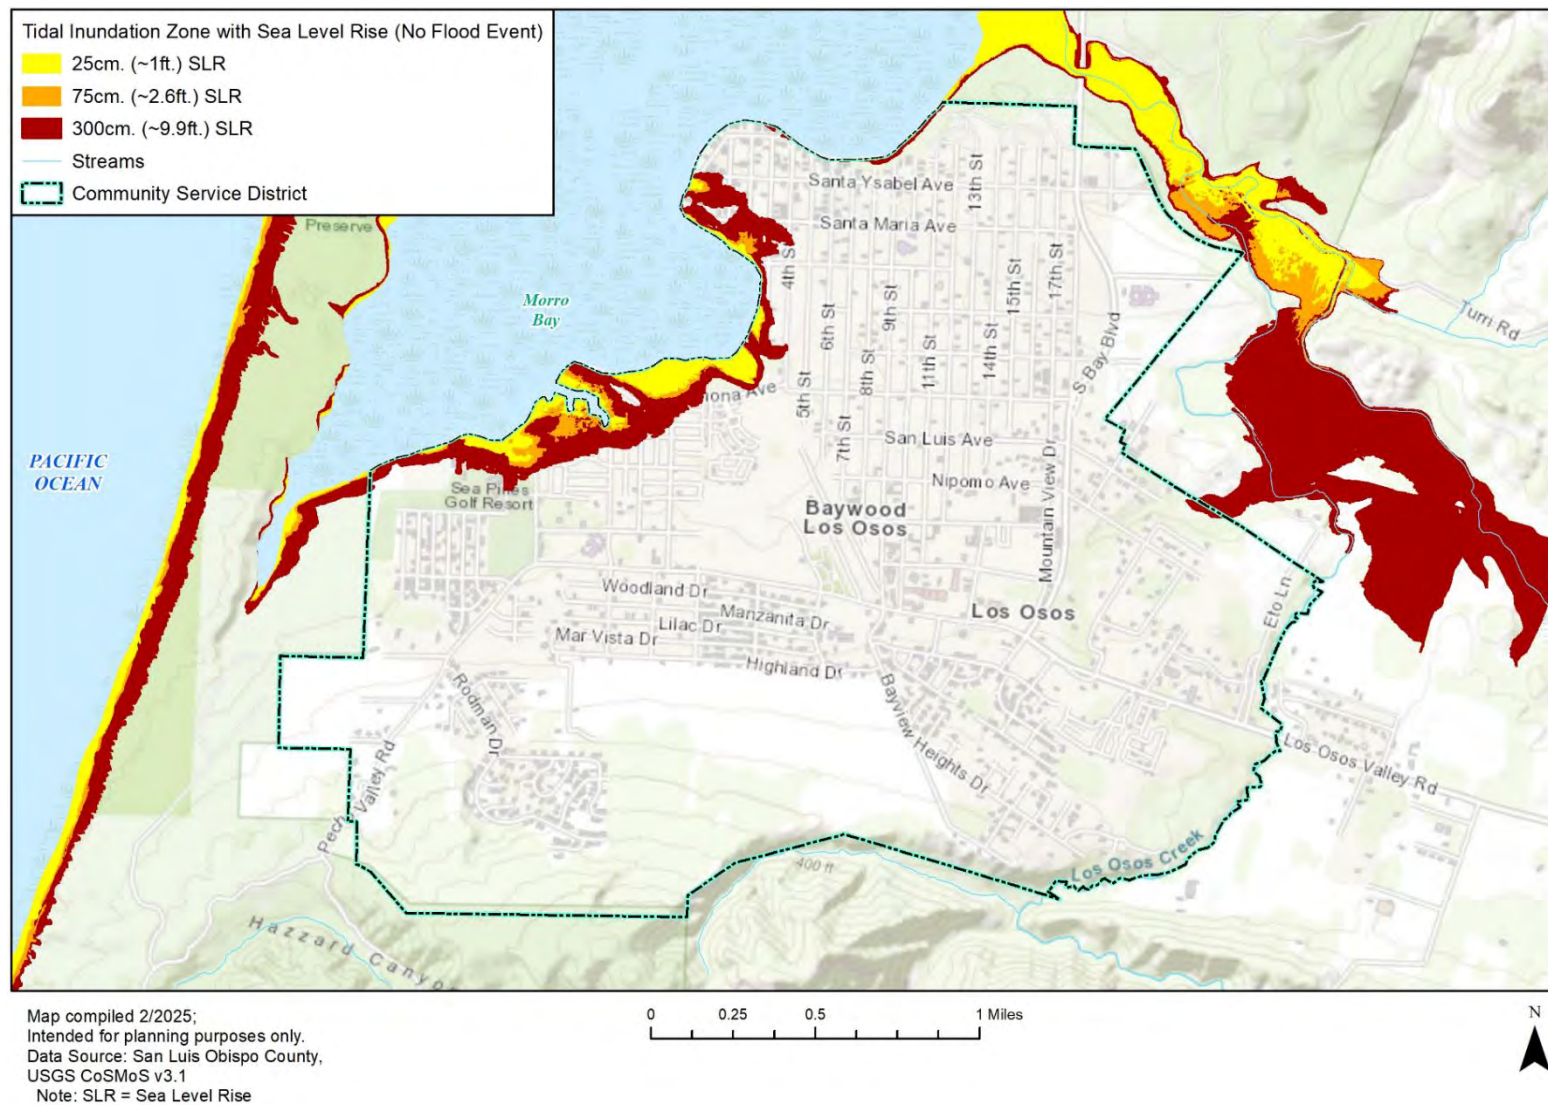 Tidal Inundation Zone with Sea Level Rise (No Flood Event)
25cm. (~1ft.) SLR
75cm. (~2.6ft.) SLR
300cm. (~9.9ft.) SLR
Streams
Community Service District
Preserve
Santa Ysabel Ave
13th St
Santa Maria Ave
4th St
15th St
17th St
Morro
Bay
6th St
9th St
Turri Rd
8th St
11th St
14th St
S Bay Blvd
ona Ave
5th St
7th St
San Luis Ave
PACIFIC
OCEAN
Sea Pines
Golf Resort
Nipomo Ave
Baywood
Los Osos
Mountain View Dr
Woodland Dr
Manzanita Dr
Los Osos
Eto Ln
Lilac Dr
Mar Vista Dr
Highland Dr
Rodman Dr
Bayview Heights Dr
Los Osos Valley Rd
Valley Rd
400 ft
Los Osos Creek
Hazzard Canyo
Map compiled 2/2025;
Intended for planning purposes only.
Data Source: San Luis Obispo County,
USGS CoSMoS v3.1
Note: SLR = Sea Level Rise
0 0.25 0.5 1 Miles
N